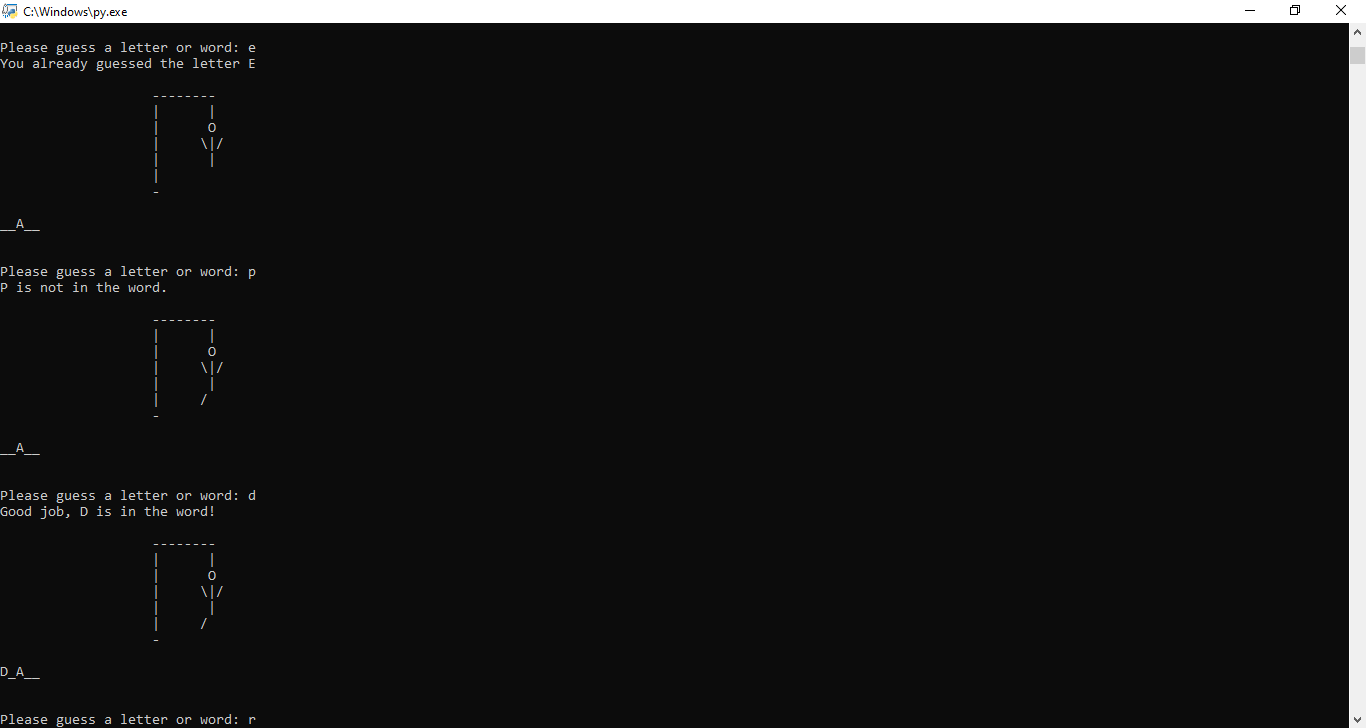 C:\Windows\py.exe
Please guess a letter or word: e
You already guessed the letter E
--------
|      |
|      O
|     \|/
|      |
|
-
__A__
Please guess a letter or word: p
P is not in the word.
--------
|      |
|      O
|     \|/
|      |
|     /
-
__A__
Please guess a letter or word: d
Good job, D is in the word!
--------
|      |
|      O
|     \|/
|      |
|     /
-
D_A__
Please guess a letter or word: r